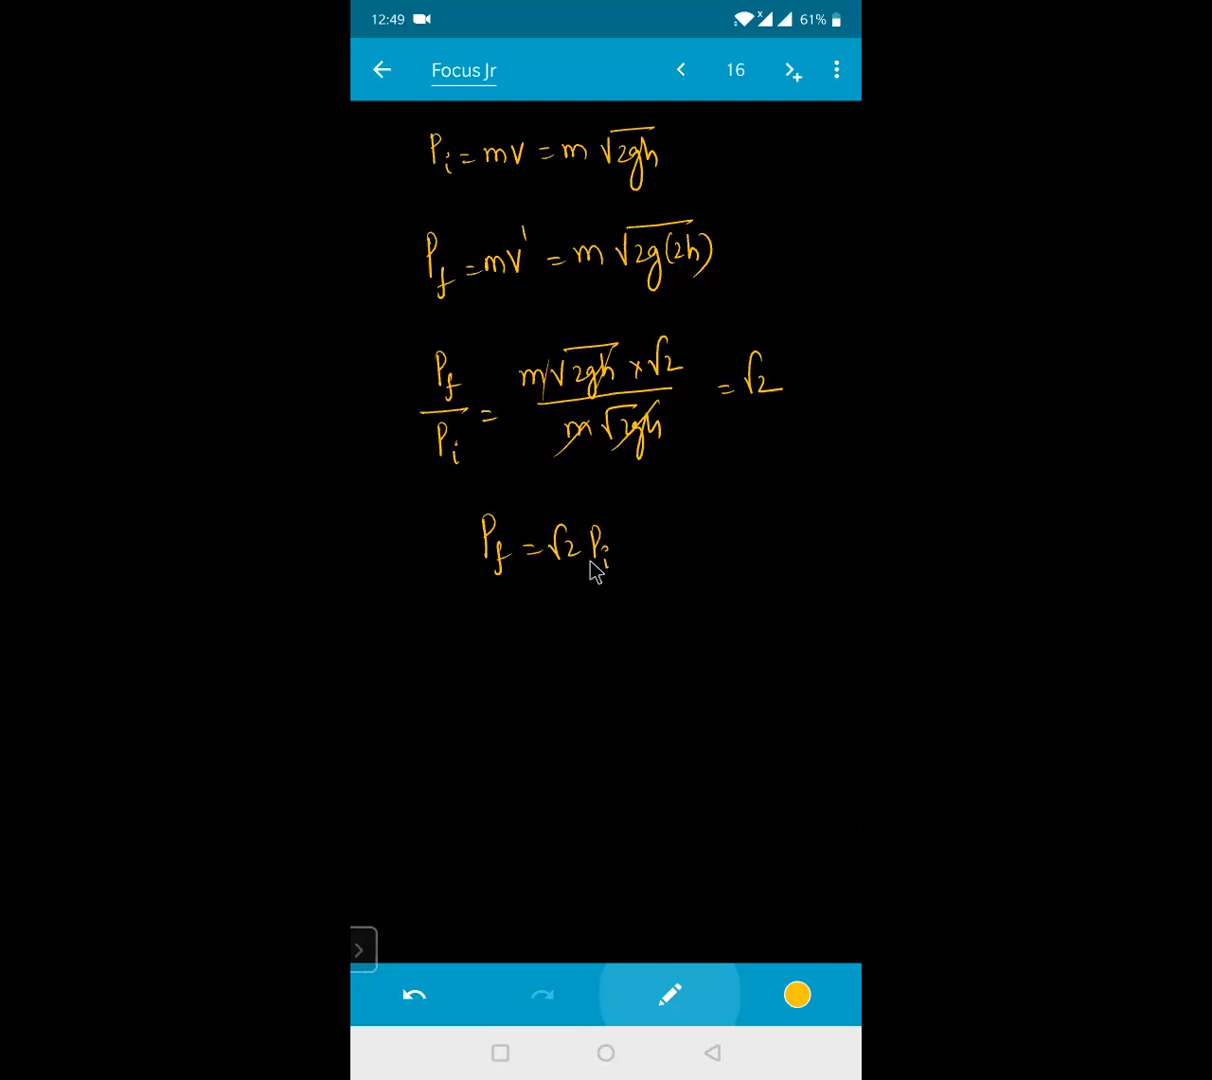 12:49 61%
Focus Jr 16
Pi = mv = m √2gh
Pf = mv' = m √2g(2h)
Pf / Pi = m√2gh × √2 / m √2gh = √2
Pf = √2 Pi